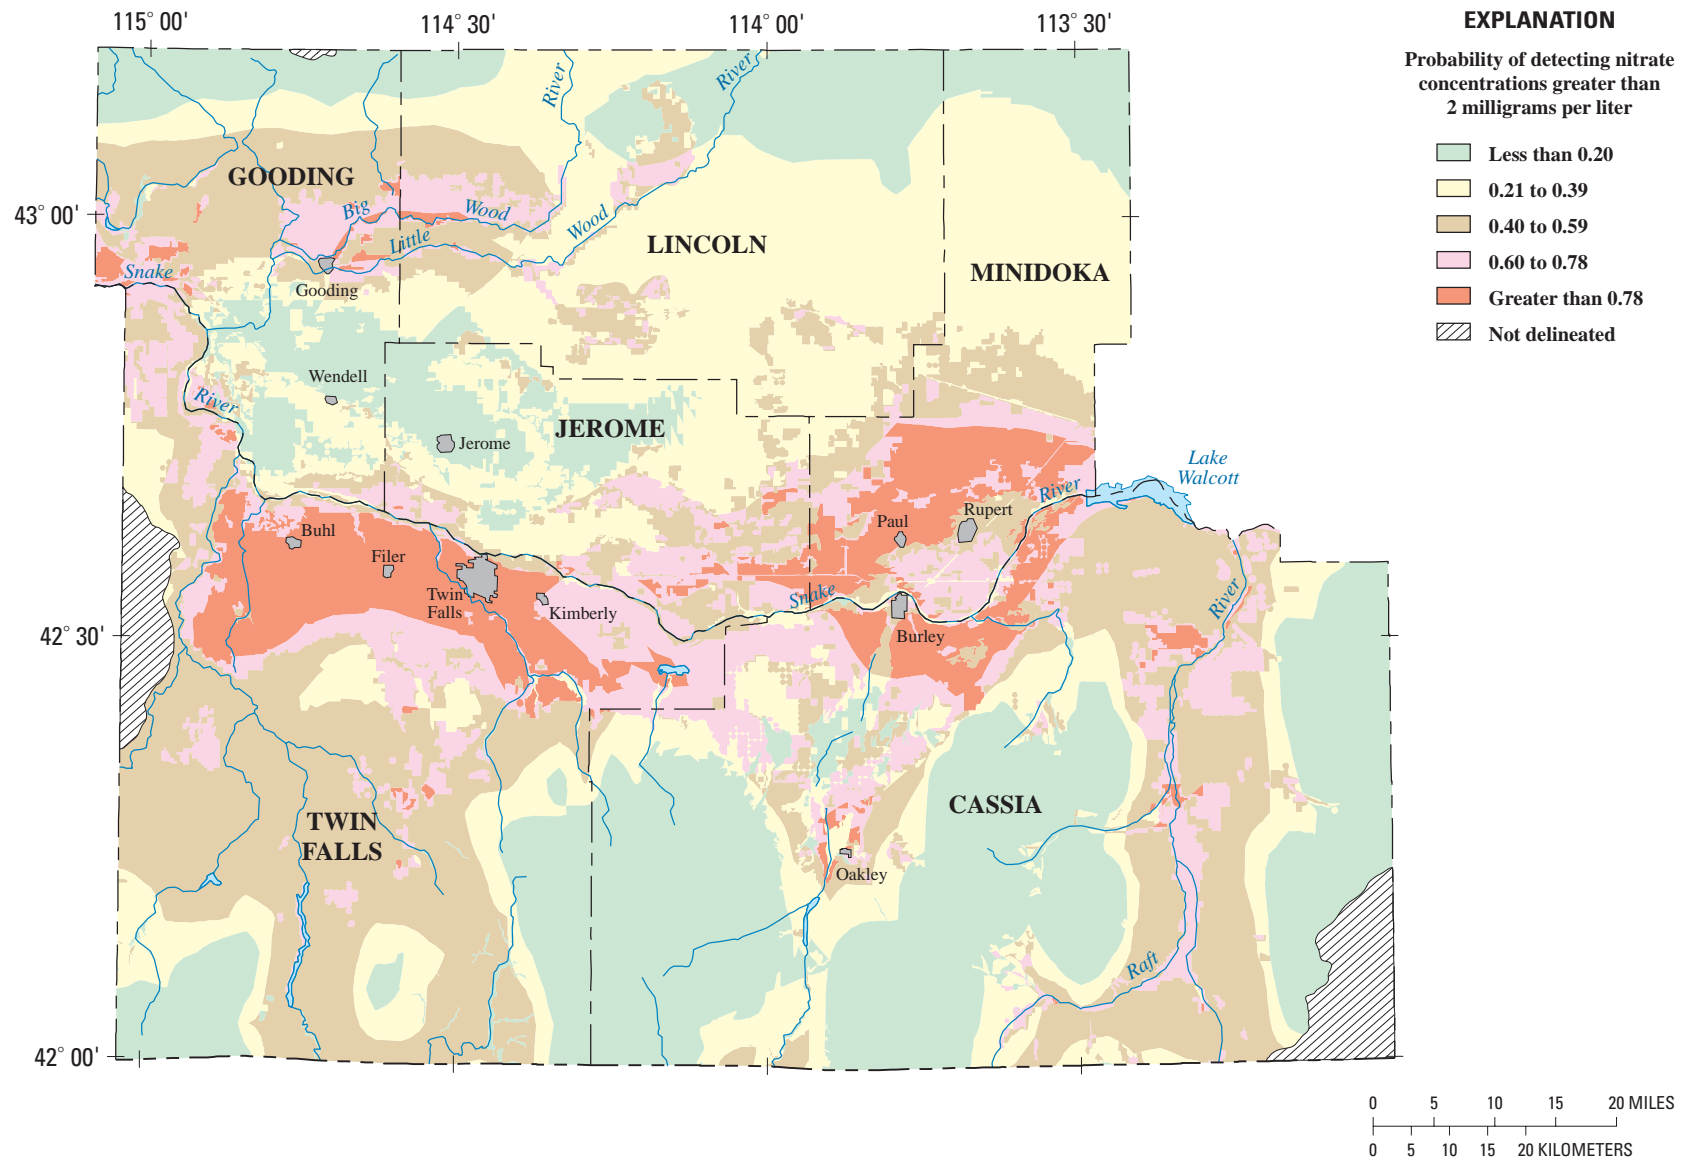 115° 00'
114° 30'
114° 00'
113° 30'
EXPLANATION
Probability of detecting nitrate
concentrations greater than
2 milligrams per liter
Less than 0.20
0.21 to 0.39
0.40 to 0.59
0.60 to 0.78
Greater than 0.78
Not delineated
River
River
GOODING
43° 00'
Big
Wood
Wood
Little
LINCOLN
MINIDOKA
Snake
Gooding
Wendell
River
JEROME
Jerome
Lake
Walcott
River
Rupert
Paul
Buhl
Filer
Twin
Falls
Kimberly
Snake
River
Burley
42° 30'
CASSIA
TWIN
FALLS
Oakley
Raft
42° 00'
0 5 10 15 20 MILES
0 5 10 15 20 KILOMETERS